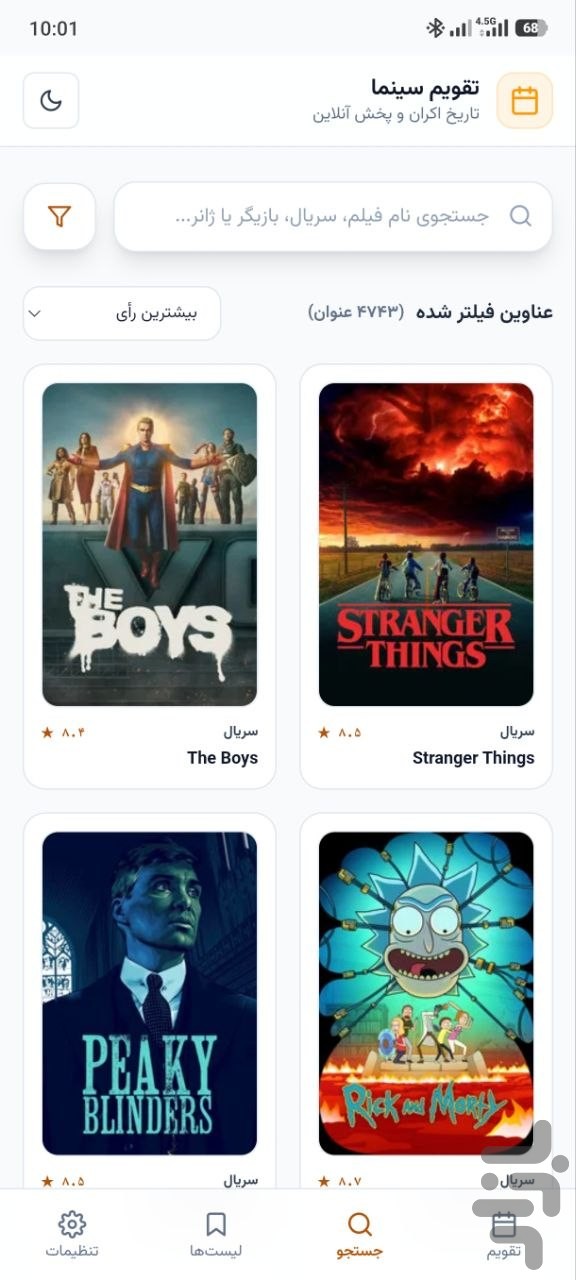 10:01
4.5G
68
تقویم سینما
تاریخ اکران و پخش آنلاین
جستجوی نام فیلم، سریال، بازیگر یا ژانر...
عناوین فیلتر شده (۴۷۴۳ عنوان)
بیشترین رأی
STRANGER
THINGS
THE
BOYS
سریال
۸.۵ ★
Stranger Things
سریال
۸.۴ ★
The Boys
Rick and Morty
PEAKY
BLINDERS
سریال
۸.۷ ★
سریال
۸.۵ ★
تقویم
جستجو
لیست‌ها
تنظیمات